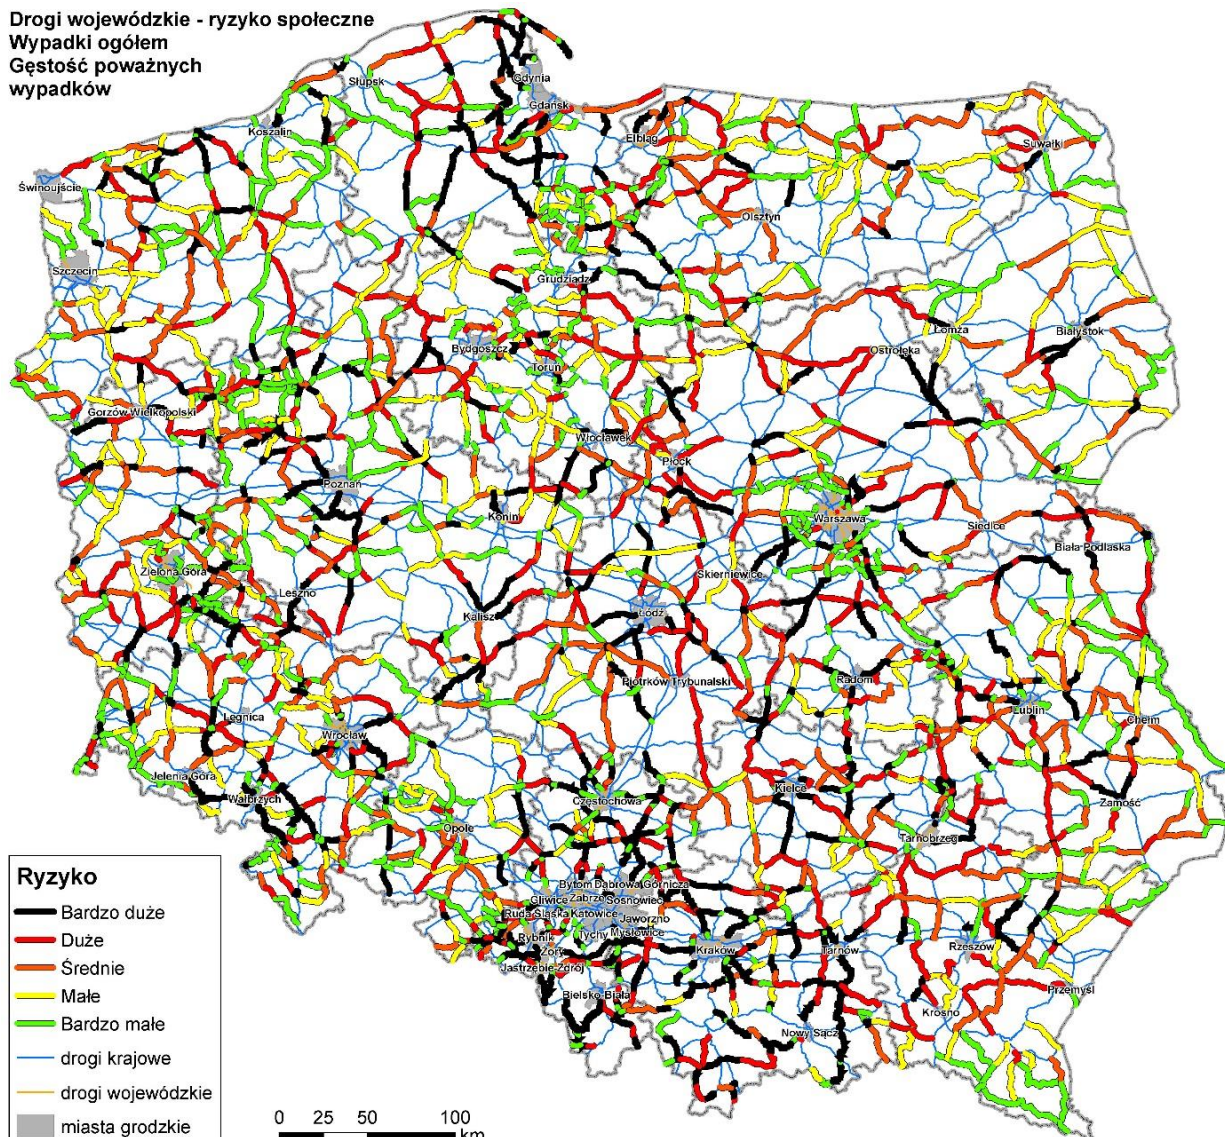 Drogi wojewódzkie - ryzyko społeczne
Wypadki ogółem
Gęstość poważnych
wypadków
Gdynia
Słupsk
Gdańsk
Koszalin
Elbląg
Suwałki
Świnoujście
Olsztyn
Szczecin
Grudziądz
Łomża
Białystok
Bydgoszcz
Ostrołęka
Toruń
Gorzów Wielkopolski
Włocławek
Płock
Poznań
Konin
Warszawa
Siedlce
Biała Podlaska
Zielona Góra
Skierniewice
Leszno
Kalisz
Łódź
Piotrków Trybunalski
Radom
Lublin
Legnica
Chełm
Wrocław
Jelenia Góra
Wałbrzych
Częstochowa
Kielce
Zamość
Opole
Tarnobrzeg
Bytom
Dąbrowa Górnicza
Gliwice
Zabrze
Sosnowiec
Ruda Śląska
Katowice
Jaworzno
Rybnik
Tychy
Mysłowice
Żory
Kraków
Tarnów
Rzeszów
Jastrzębie-Zdrój
Bielsko-Biała
Przemyśl
Krosno
Nowy Sącz
Ryzyko
Bardzo duże
Duże
Średnie
Małe
Bardzo małe
drogi krajowe
drogi wojewódzkie
miasta grodzkie
0 25 50 100
km